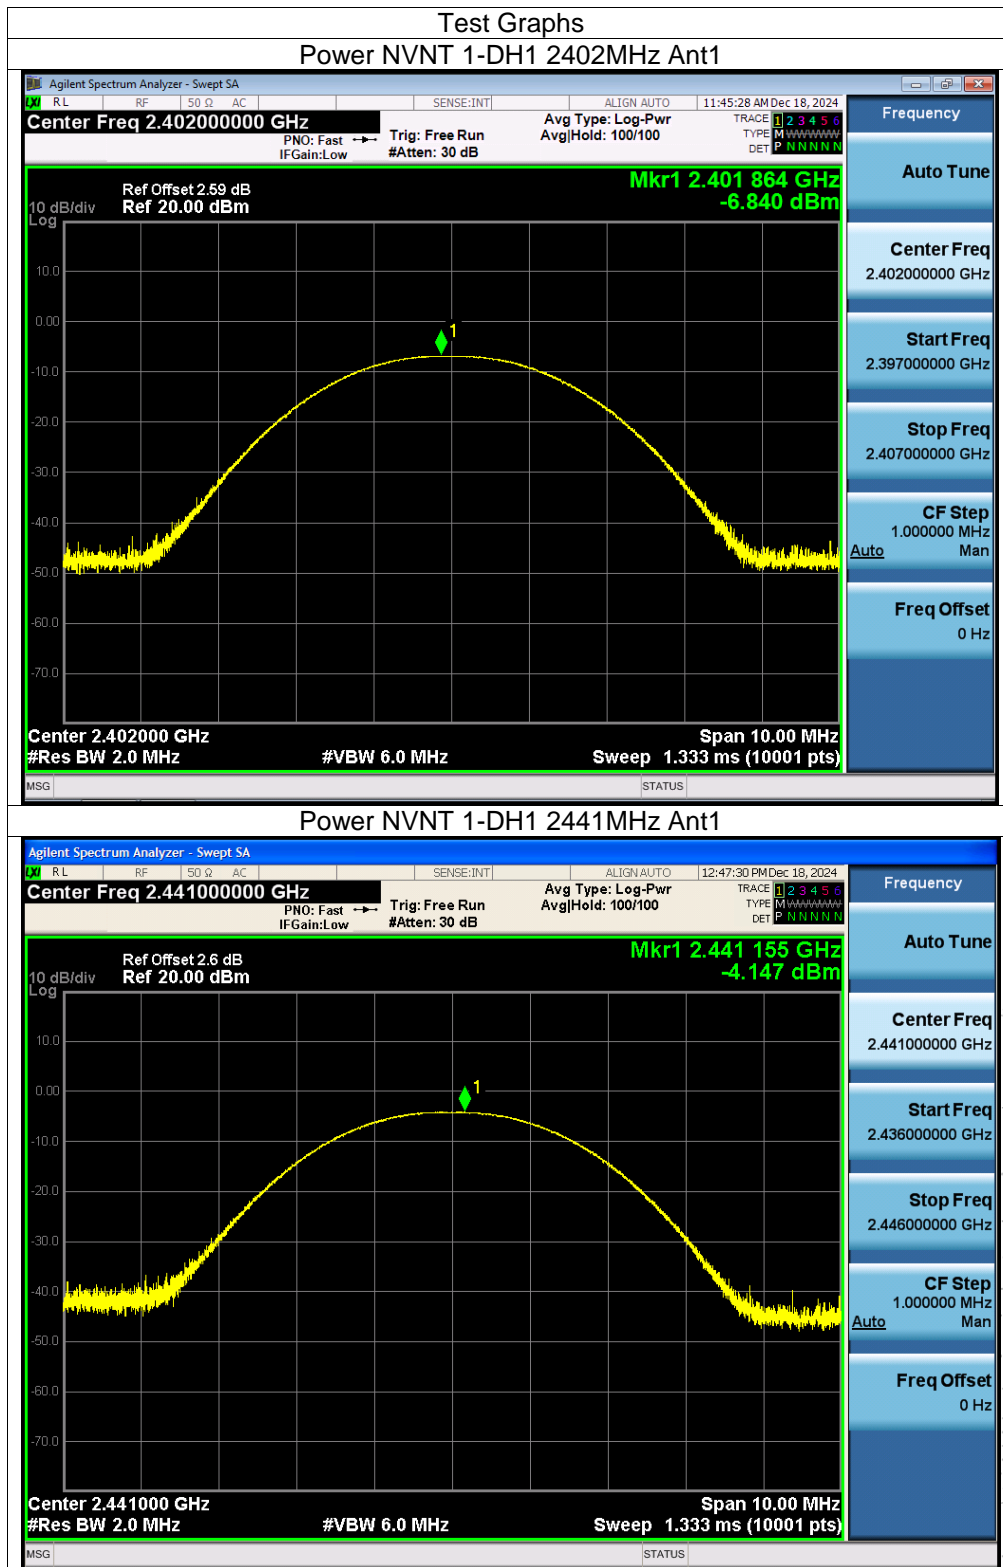 Test Graphs
Power NVNT 1-DH1 2402MHz Ant1
Agilent Spectrum Analyzer - Swept SA
LXI RL RF 50 Ω AC SENSE:INT ALIGN AUTO 11:45:28 AM Dec 18, 2024
Center Freq 2.402000000 GHz
PNO: Fast
IFGain:Low
Trig: Free Run
#Atten: 30 dB
Avg Type: Log-Pwr
Avg|Hold: 100/100
TRACE 1 2 3 4 5 6
TYPE M W W W W W
DET P N N N N N
Frequency
Auto Tune
Center Freq
2.402000000 GHz
Start Freq
2.397000000 GHz
Stop Freq
2.407000000 GHz
CF Step
1.000000 MHz
Auto Man
Freq Offset
0 Hz
Mkr1 2.401 864 GHz
-6.840 dBm
Ref Offset 2.59 dB
10 dB/div Ref 20.00 dBm
Log
10.0
0.00
-10.0
-20.0
-30.0
-40.0
-50.0
-60.0
-70.0
1
Center 2.402000 GHz Span 10.00 MHz
#Res BW 2.0 MHz #VBW 6.0 MHz Sweep 1.333 ms (10001 pts)
MSG STATUS
Power NVNT 1-DH1 2441MHz Ant1
Agilent Spectrum Analyzer - Swept SA
LXI RL RF 50 Ω AC SENSE:INT ALIGN AUTO 12:47:30 PM Dec 18, 2024
Center Freq 2.441000000 GHz
PNO: Fast
IFGain:Low
Trig: Free Run
#Atten: 30 dB
Avg Type: Log-Pwr
Avg|Hold: 100/100
TRACE 1 2 3 4 5 6
TYPE M W W W W W
DET P N N N N N
Frequency
Auto Tune
Center Freq
2.441000000 GHz
Start Freq
2.436000000 GHz
Stop Freq
2.446000000 GHz
CF Step
1.000000 MHz
Auto Man
Freq Offset
0 Hz
Mkr1 2.441 155 GHz
-4.147 dBm
Ref Offset 2.6 dB
10 dB/div Ref 20.00 dBm
Log
10.0
0.00
-10.0
-20.0
-30.0
-40.0
-50.0
-60.0
-70.0
1
Center 2.441000 GHz Span 10.00 MHz
#Res BW 2.0 MHz #VBW 6.0 MHz Sweep 1.333 ms (10001 pts)
MSG STATUS